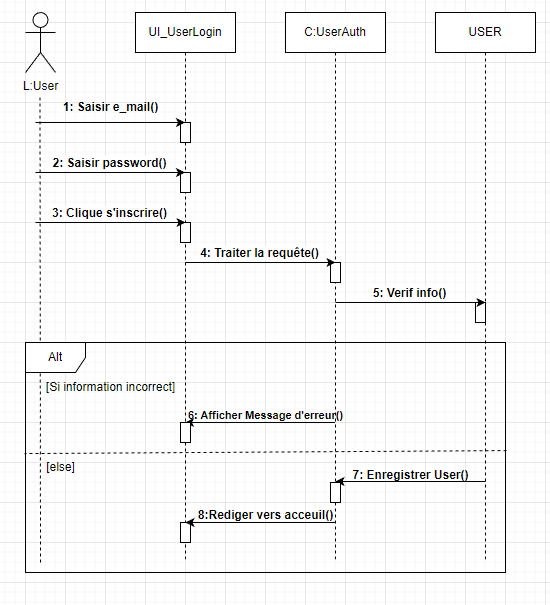 UI_UserLogin
C:UserAuth
USER
L:User
1: Saisir e_mail()
2: Saisir password()
3: Clique s'inscrire()
4: Traiter la requête()
5: Verif info()
Alt
[Si information incorrect]
6: Afficher Message d'erreur()
[else]
7: Enregistrer User()
8:Rediger vers acceuil()